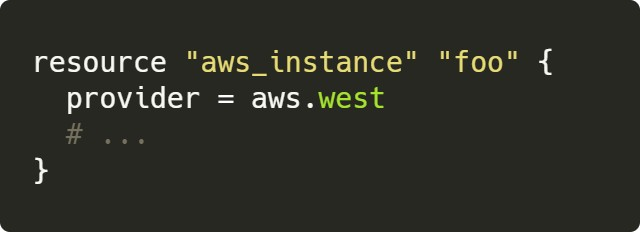 resource "aws_instance" "foo" {
  provider = aws.west
  # ...
}